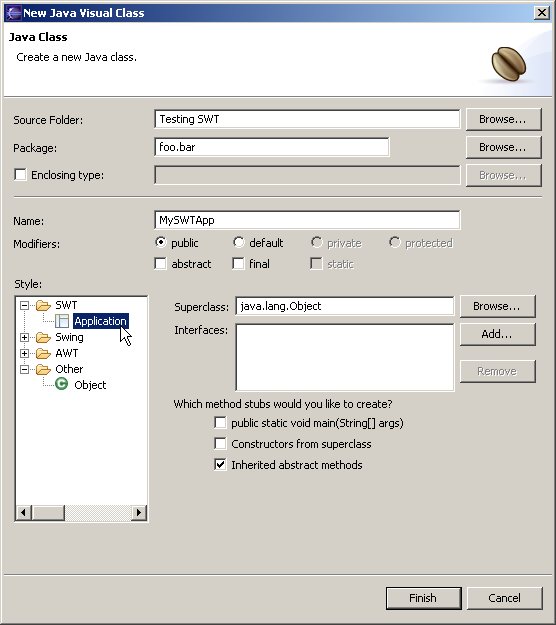 New Java Visual Class
Java Class
Create a new Java class.
Source Folder: Testing SWT Browse...
Package: foo.bar Browse...
Enclosing type: Browse...
Name: MySWTApp
Modifiers: public default private protected
abstract final static
Style:
SWT
Application
Swing
AWT
Other
Object
Superclass: java.lang.Object Browse...
Interfaces: Add...
Remove
Which method stubs would you like to create?
public static void main(String[] args)
Constructors from superclass
Inherited abstract methods
Finish Cancel